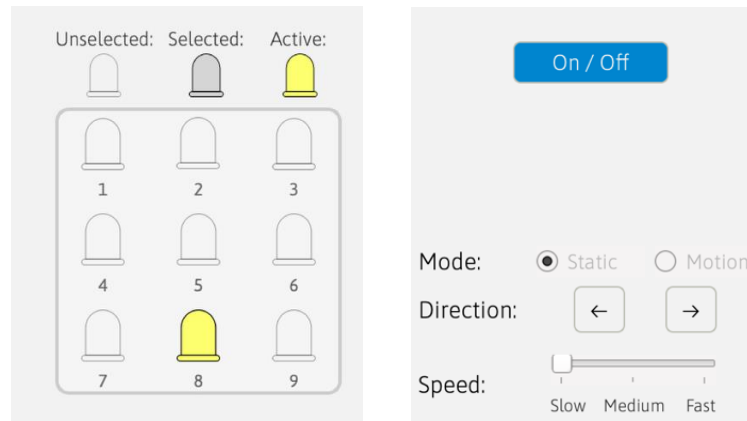 Unselected: Selected: Active:
1 2 3
4 5 6
7 8 9
On / Off
Mode: Static Motion
Direction: ← →
Speed:
Slow Medium Fast